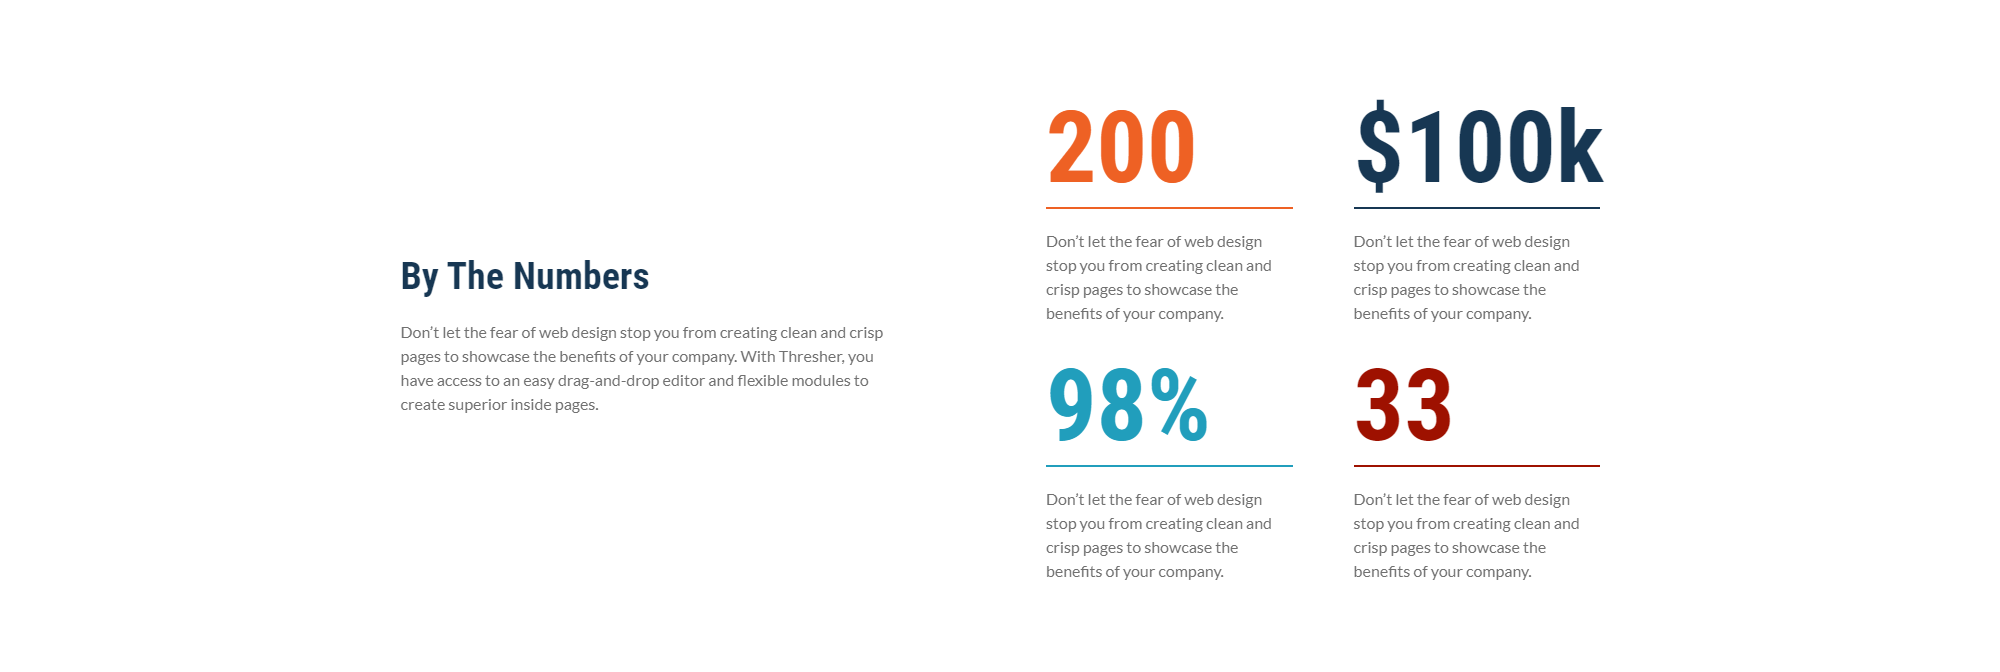 By The Numbers
Don’t let the fear of web design stop you from creating clean and crisp
pages to showcase the benefits of your company. With Thresher, you
have access to an easy drag-and-drop editor and flexible modules to
create superior inside pages.
200
Don’t let the fear of web design
stop you from creating clean and
crisp pages to showcase the
benefits of your company.
$100k
Don’t let the fear of web design
stop you from creating clean and
crisp pages to showcase the
benefits of your company.
98%
Don’t let the fear of web design
stop you from creating clean and
crisp pages to showcase the
benefits of your company.
33
Don’t let the fear of web design
stop you from creating clean and
crisp pages to showcase the
benefits of your company.